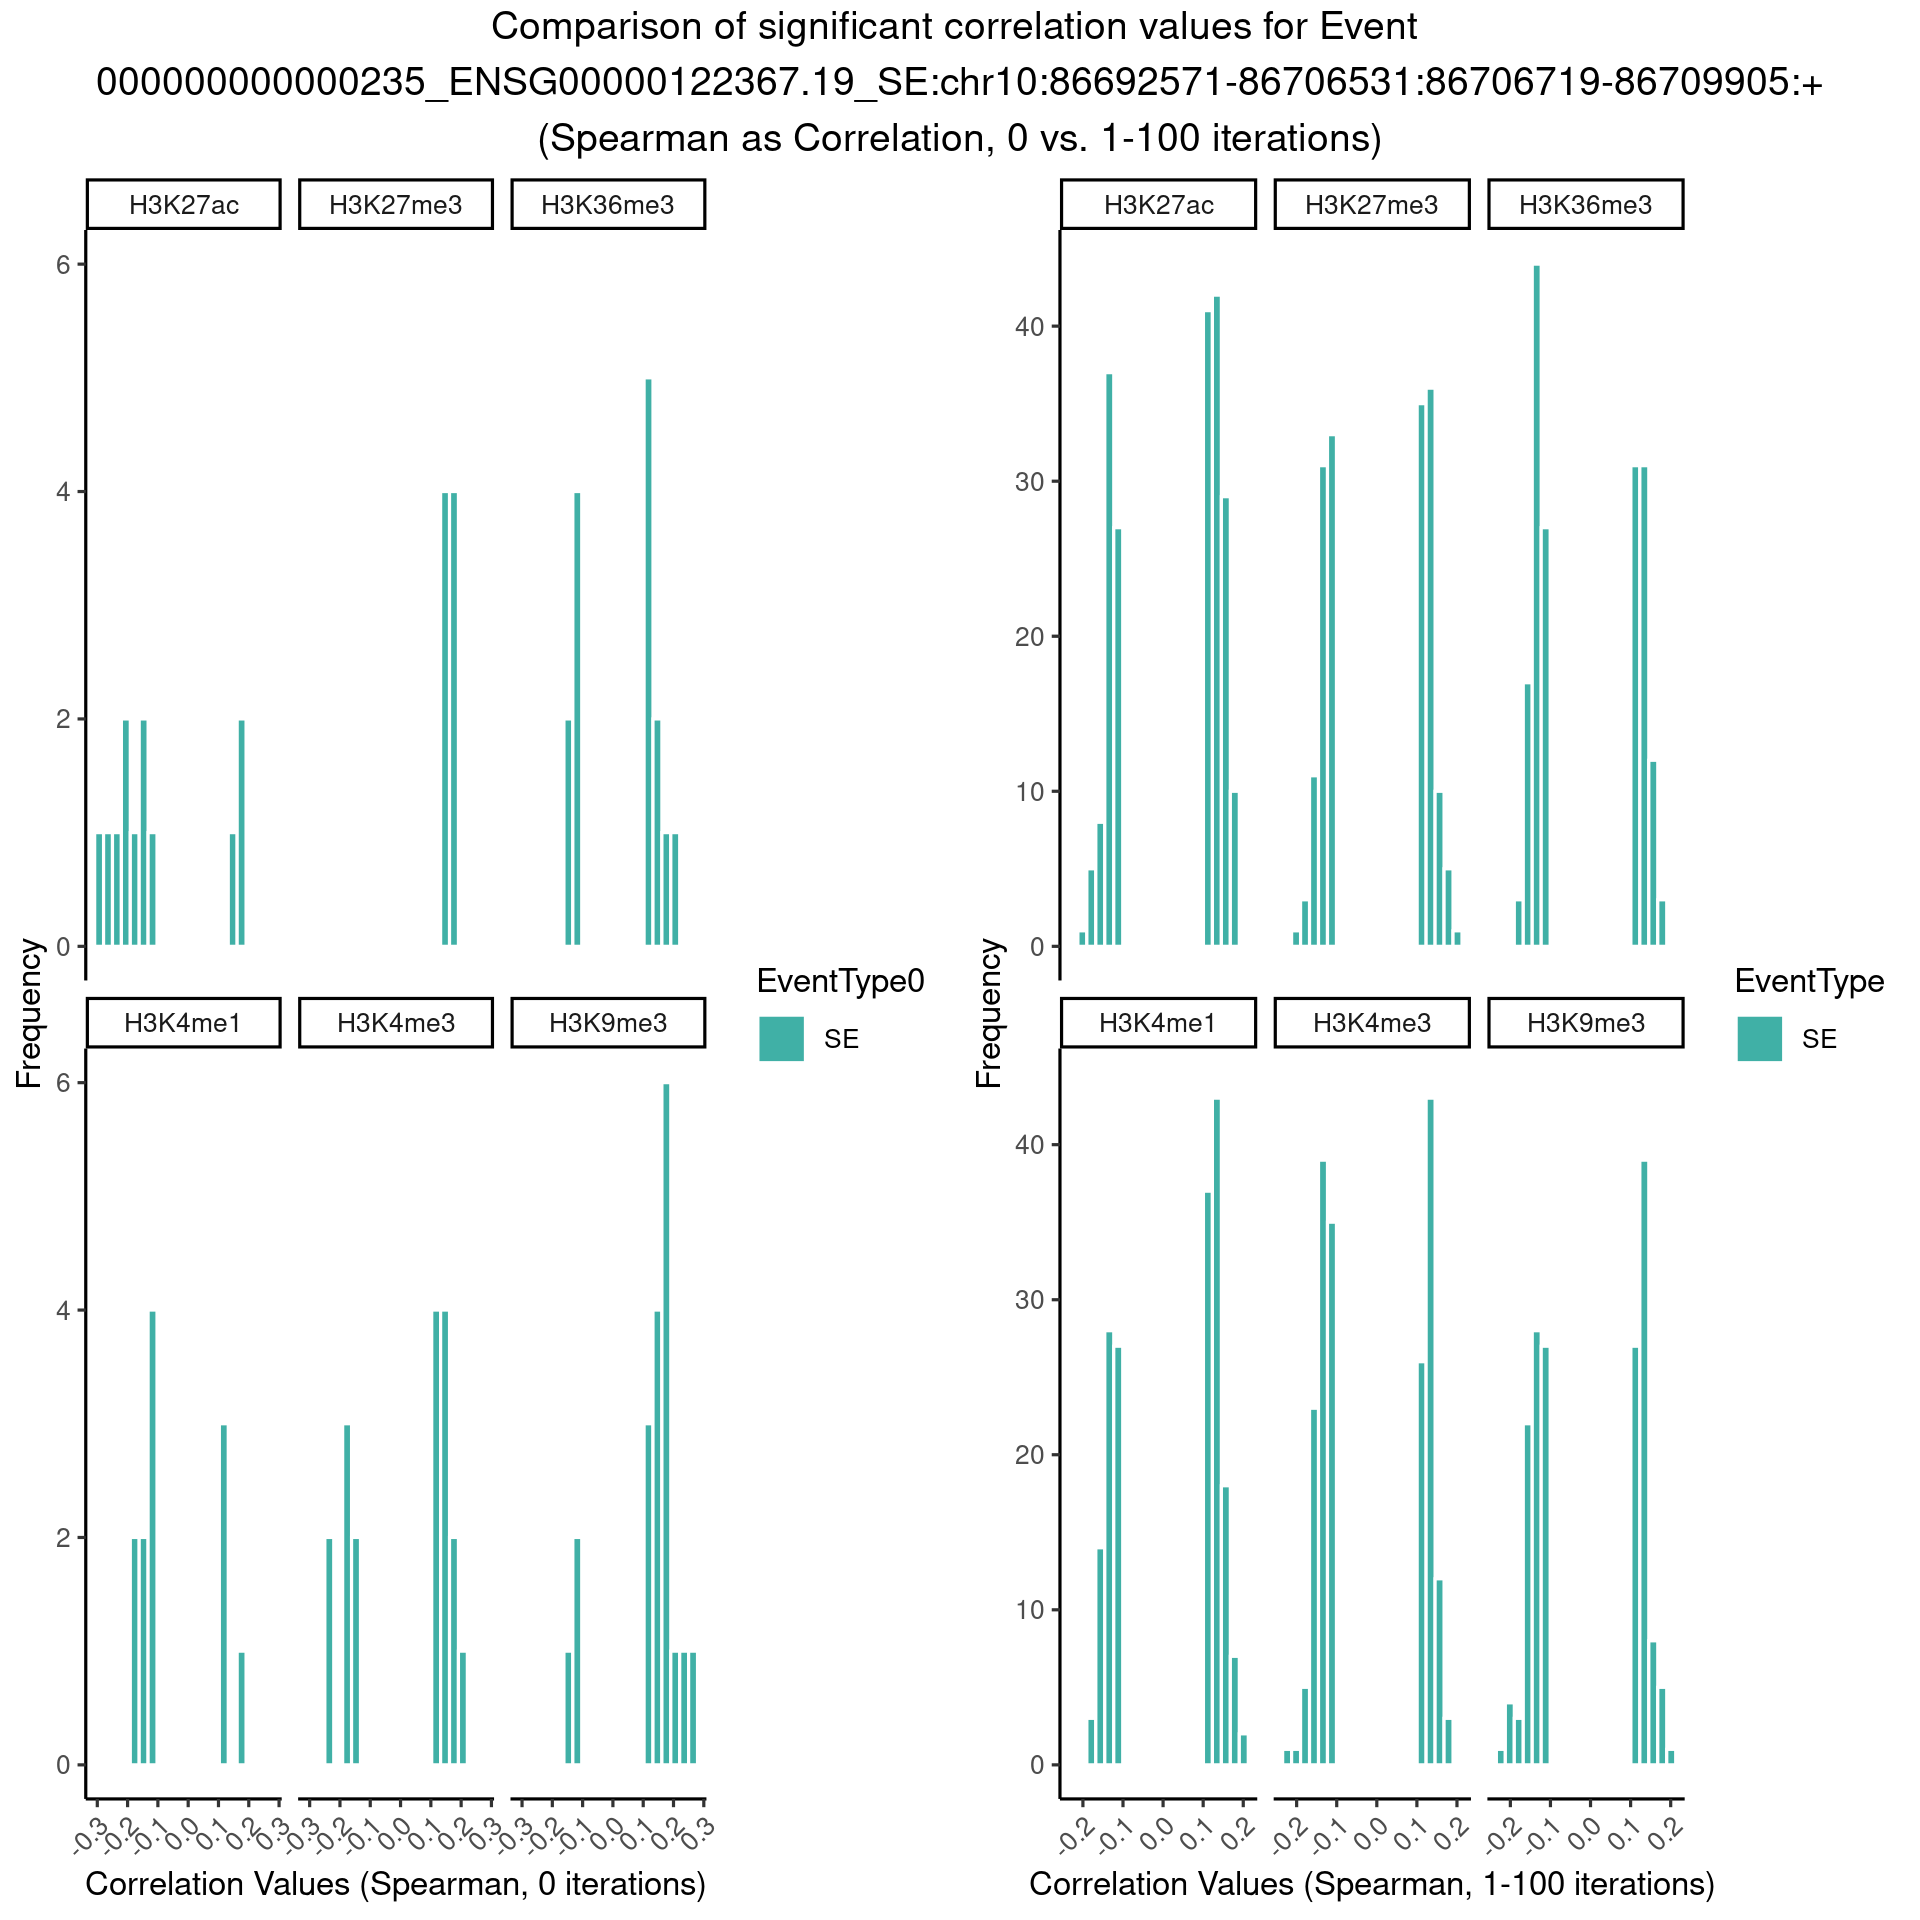 Comparison of significant correlation values for Event
000000000000235_ENSG00000122367.19_SE:chr10:86692571-86706531:86706719-86709905:+
(Spearman as Correlation, 0 vs. 1-100 iterations)
H3K27ac H3K27me3 H3K36me3
6
4
2
0
H3K4me1 H3K4me3 H3K9me3
6
4
2
0
Frequency
-0.3 -0.2 -0.1 -0.0 0.1 0.2 0.3 -0.3 -0.2 -0.1 -0.0 0.1 0.2 0.3 -0.3 -0.2 -0.1 -0.0 0.1 0.2 0.3
Correlation Values (Spearman, 0 iterations)
EventType0
SE
H3K27ac H3K27me3 H3K36me3
40
30
20
10
0
H3K4me1 H3K4me3 H3K9me3
40
30
20
10
0
Frequency
-0.2 -0.1 0.0 0.1 0.2 -0.2 -0.1 0.0 0.1 0.2 -0.2 -0.1 0.0 0.1 0.2
Correlation Values (Spearman, 1-100 iterations)
EventType
SE